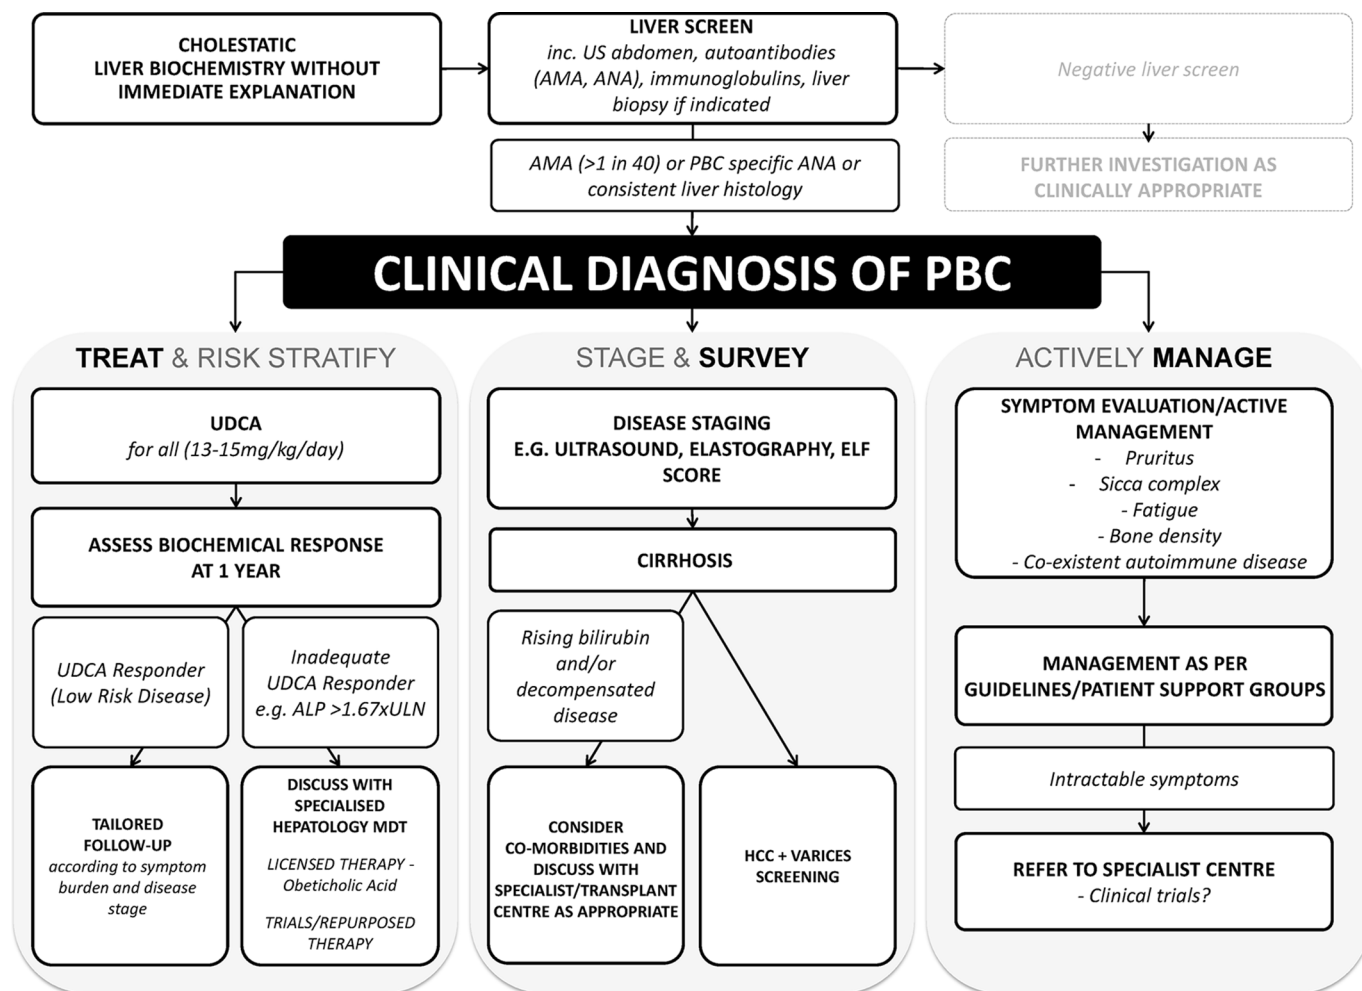 CHOLESTATIC
LIVER BIOCHEMISTRY WITHOUT
IMMEDIATE EXPLANATION
LIVER SCREEN
inc. US abdomen, autoantibodies
(AMA, ANA), immunoglobulins, liver
biopsy if indicated
Negative liver screen
AMA (>1 in 40) or PBC specific ANA or
consistent liver histology
FURTHER INVESTIGATION AS
CLINICALLY APPROPRIATE
CLINICAL DIAGNOSIS OF PBC
TREAT & RISK STRATIFY
UDCA
for all (13-15mg/kg/day)
ASSESS BIOCHEMICAL RESPONSE
AT 1 YEAR
UDCA Responder
(Low Risk Disease)
Inadequate
UDCA Responder
e.g. ALP >1.67xULN
TAILORED
FOLLOW-UP
according to symptom
burden and disease
stage
DISCUSS WITH
SPECIALISED
HEPATOLOGY MDT
LICENSED THERAPY -
Obeticholic Acid
TRIALS/REPURPOSED
THERAPY
STAGE & SURVEY
DISEASE STAGING
E.G. ULTRASOUND, ELASTOGRAPHY, ELF
SCORE
CIRRHOSIS
Rising bilirubin
and/or
decompensated
disease
CONSIDER
CO-MORBIDITIES AND
DISCUSS WITH
SPECIALIST/TRANSPLANT
CENTRE AS APPROPRIATE
HCC + VARICES
SCREENING
ACTIVELY MANAGE
SYMPTOM EVALUATION/ACTIVE
MANAGEMENT
- Pruritus
- Sicca complex
- Fatigue
- Bone density
- Co-existent autoimmune disease
MANAGEMENT AS PER
GUIDELINES/PATIENT SUPPORT GROUPS
Intractable symptoms
REFER TO SPECIALIST CENTRE
- Clinical trials?